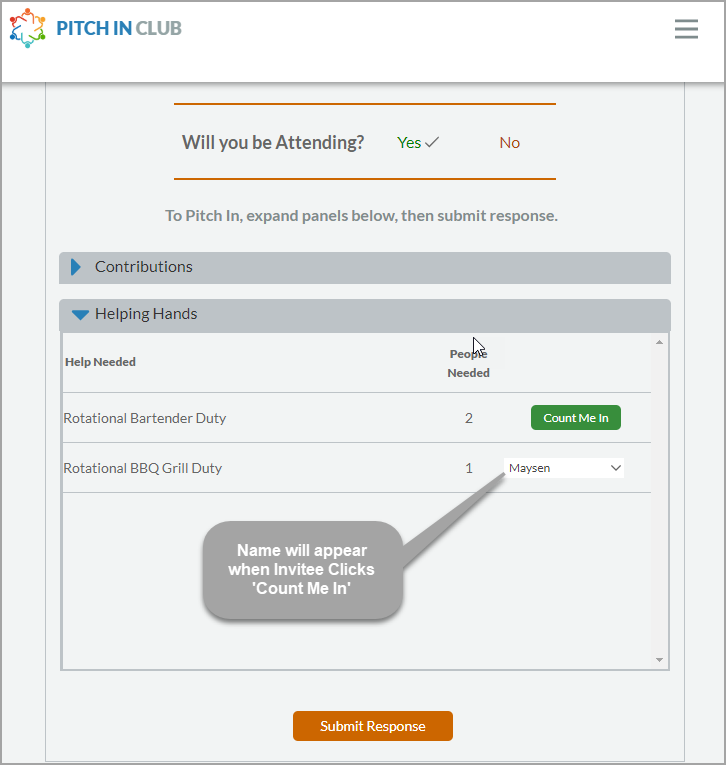 PITCH IN CLUB
Will you be Attending? Yes No
To Pitch In, expand panels below, then submit response.
Contributions
Helping Hands
Help Needed
People
Needed
Rotational Bartender Duty 2 Count Me In
Rotational BBQ Grill Duty 1 Maysen
Name will appear
when Invitee Clicks
'Count Me In'
Submit Response